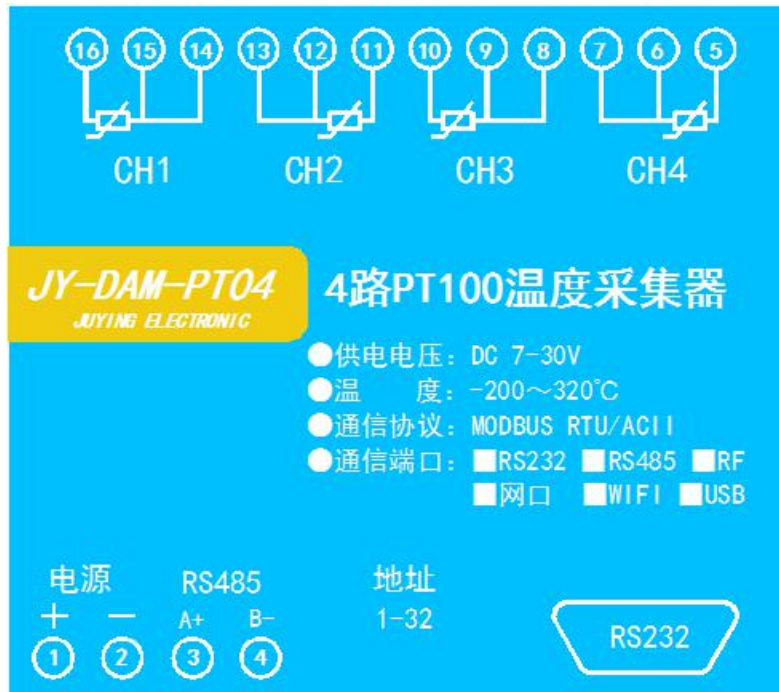 16 15 14 13 12 11 10 9 8 7 6 5
CH1 CH2 CH3 CH4
JY-DAM-PT04
JUYING ELECTRONIC
4路PT100温度采集器
●供电电压: DC 7-30V
●温 度: -200～320℃
●通信协议: MODBUS RTU/ACII
●通信端口: ■RS232 ■RS485 ■RF
■网口 ■WIFI ■USB
电源 RS485 地址
+ - A+ B- 1-32
1 2 3 4
RS232